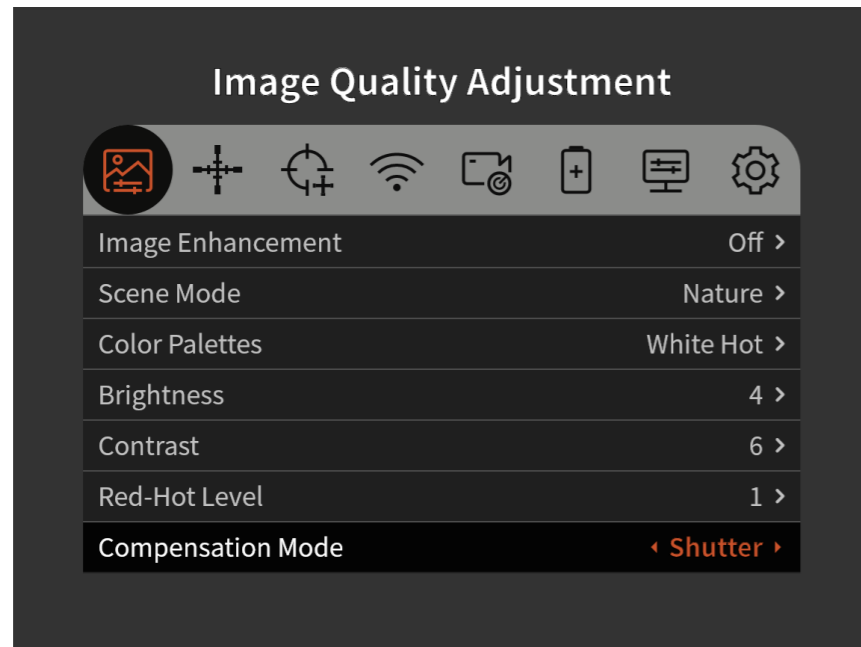 Image Quality Adjustment
Image Enhancement Off
Scene Mode Nature
Color Palettes White Hot
Brightness 4
Contrast 6
Red-Hot Level 1
Compensation Mode Shutter